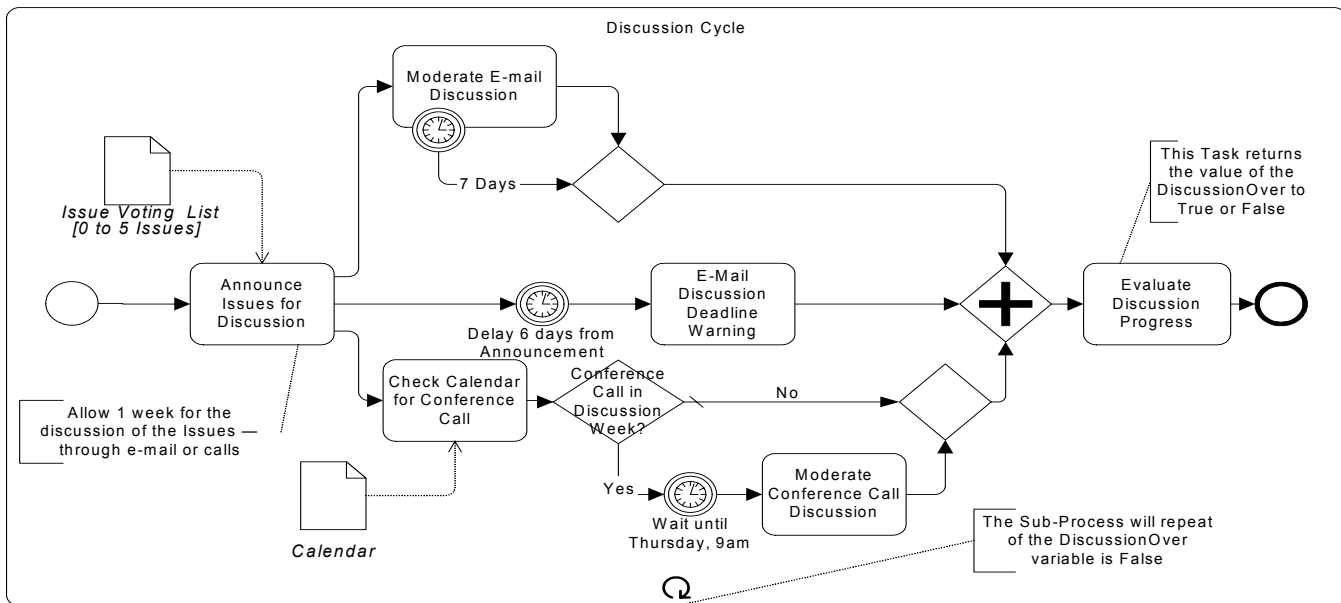 Discussion Cycle
Moderate E-mail
Discussion
7 Days
This Task returns
the value of the
DiscussionOver to
True or False
Issue Voting List
[0 to 5 Issues]
Announce
Issues for
Discussion
Delay 6 days from
Announcement
E-Mail
Discussion
Deadline
Warning
Evaluate
Discussion
Progress
Allow 1 week for the
discussion of the Issues —
through e-mail or calls
Check Calendar
for Conference
Call
Conference
Call in
Discussion
Week?
No
Yes
Calendar
Wait until
Thursday, 9am
Moderate
Conference Call
Discussion
The Sub-Process will repeat
of the DiscussionOver
variable is False